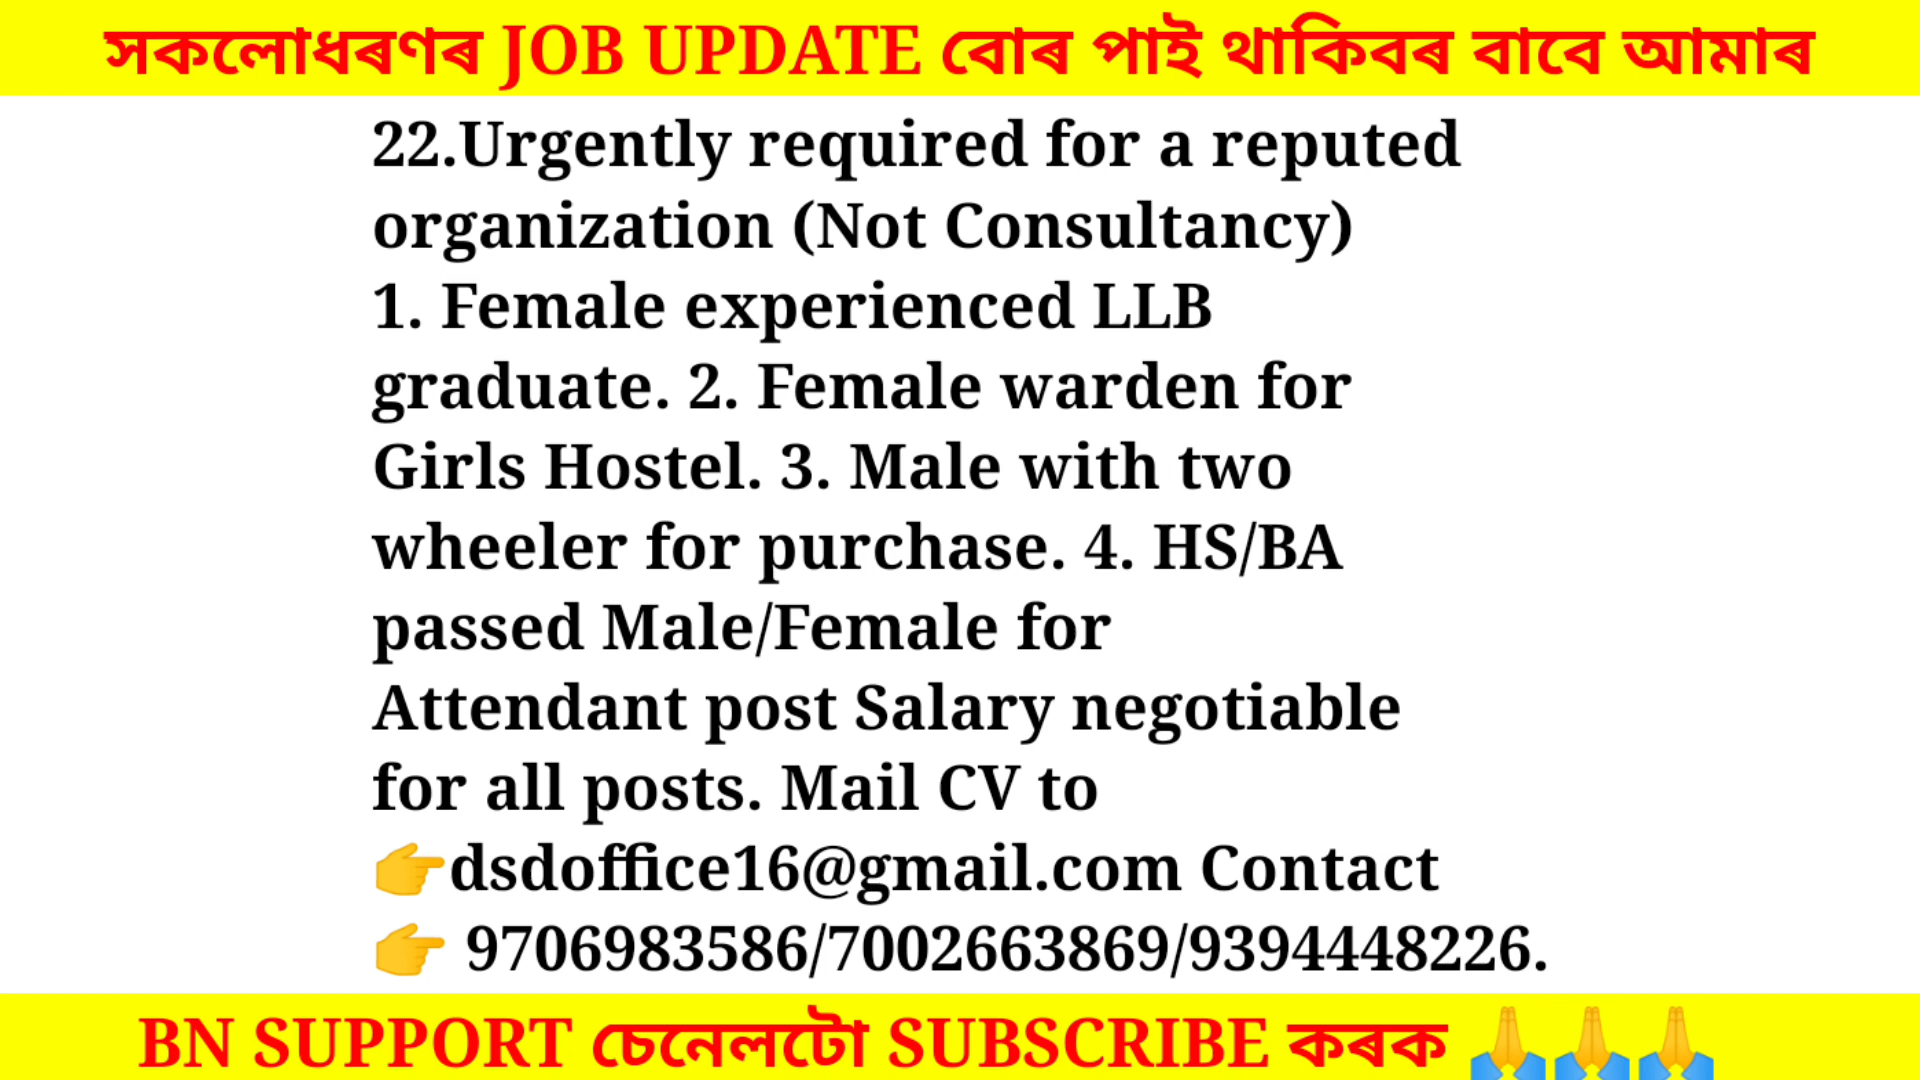 সকলোধৰণৰ JOB UPDATE বোৰ পাই থাকিবৰ বাবে আমাৰ
22.Urgently required for a reputed
organization (Not Consultancy)
1. Female experienced LLB
graduate. 2. Female warden for
Girls Hostel. 3. Male with two
wheeler for purchase. 4. HS/BA
passed Male/Female for
Attendant post Salary negotiable
for all posts. Mail CV to
👉dsdoffice16@gmail.com Contact
👉 9706983586/7002663869/9394448226.
BN SUPPORT চেনেলটো SUBSCRIBE কৰক 🙏🙏🙏